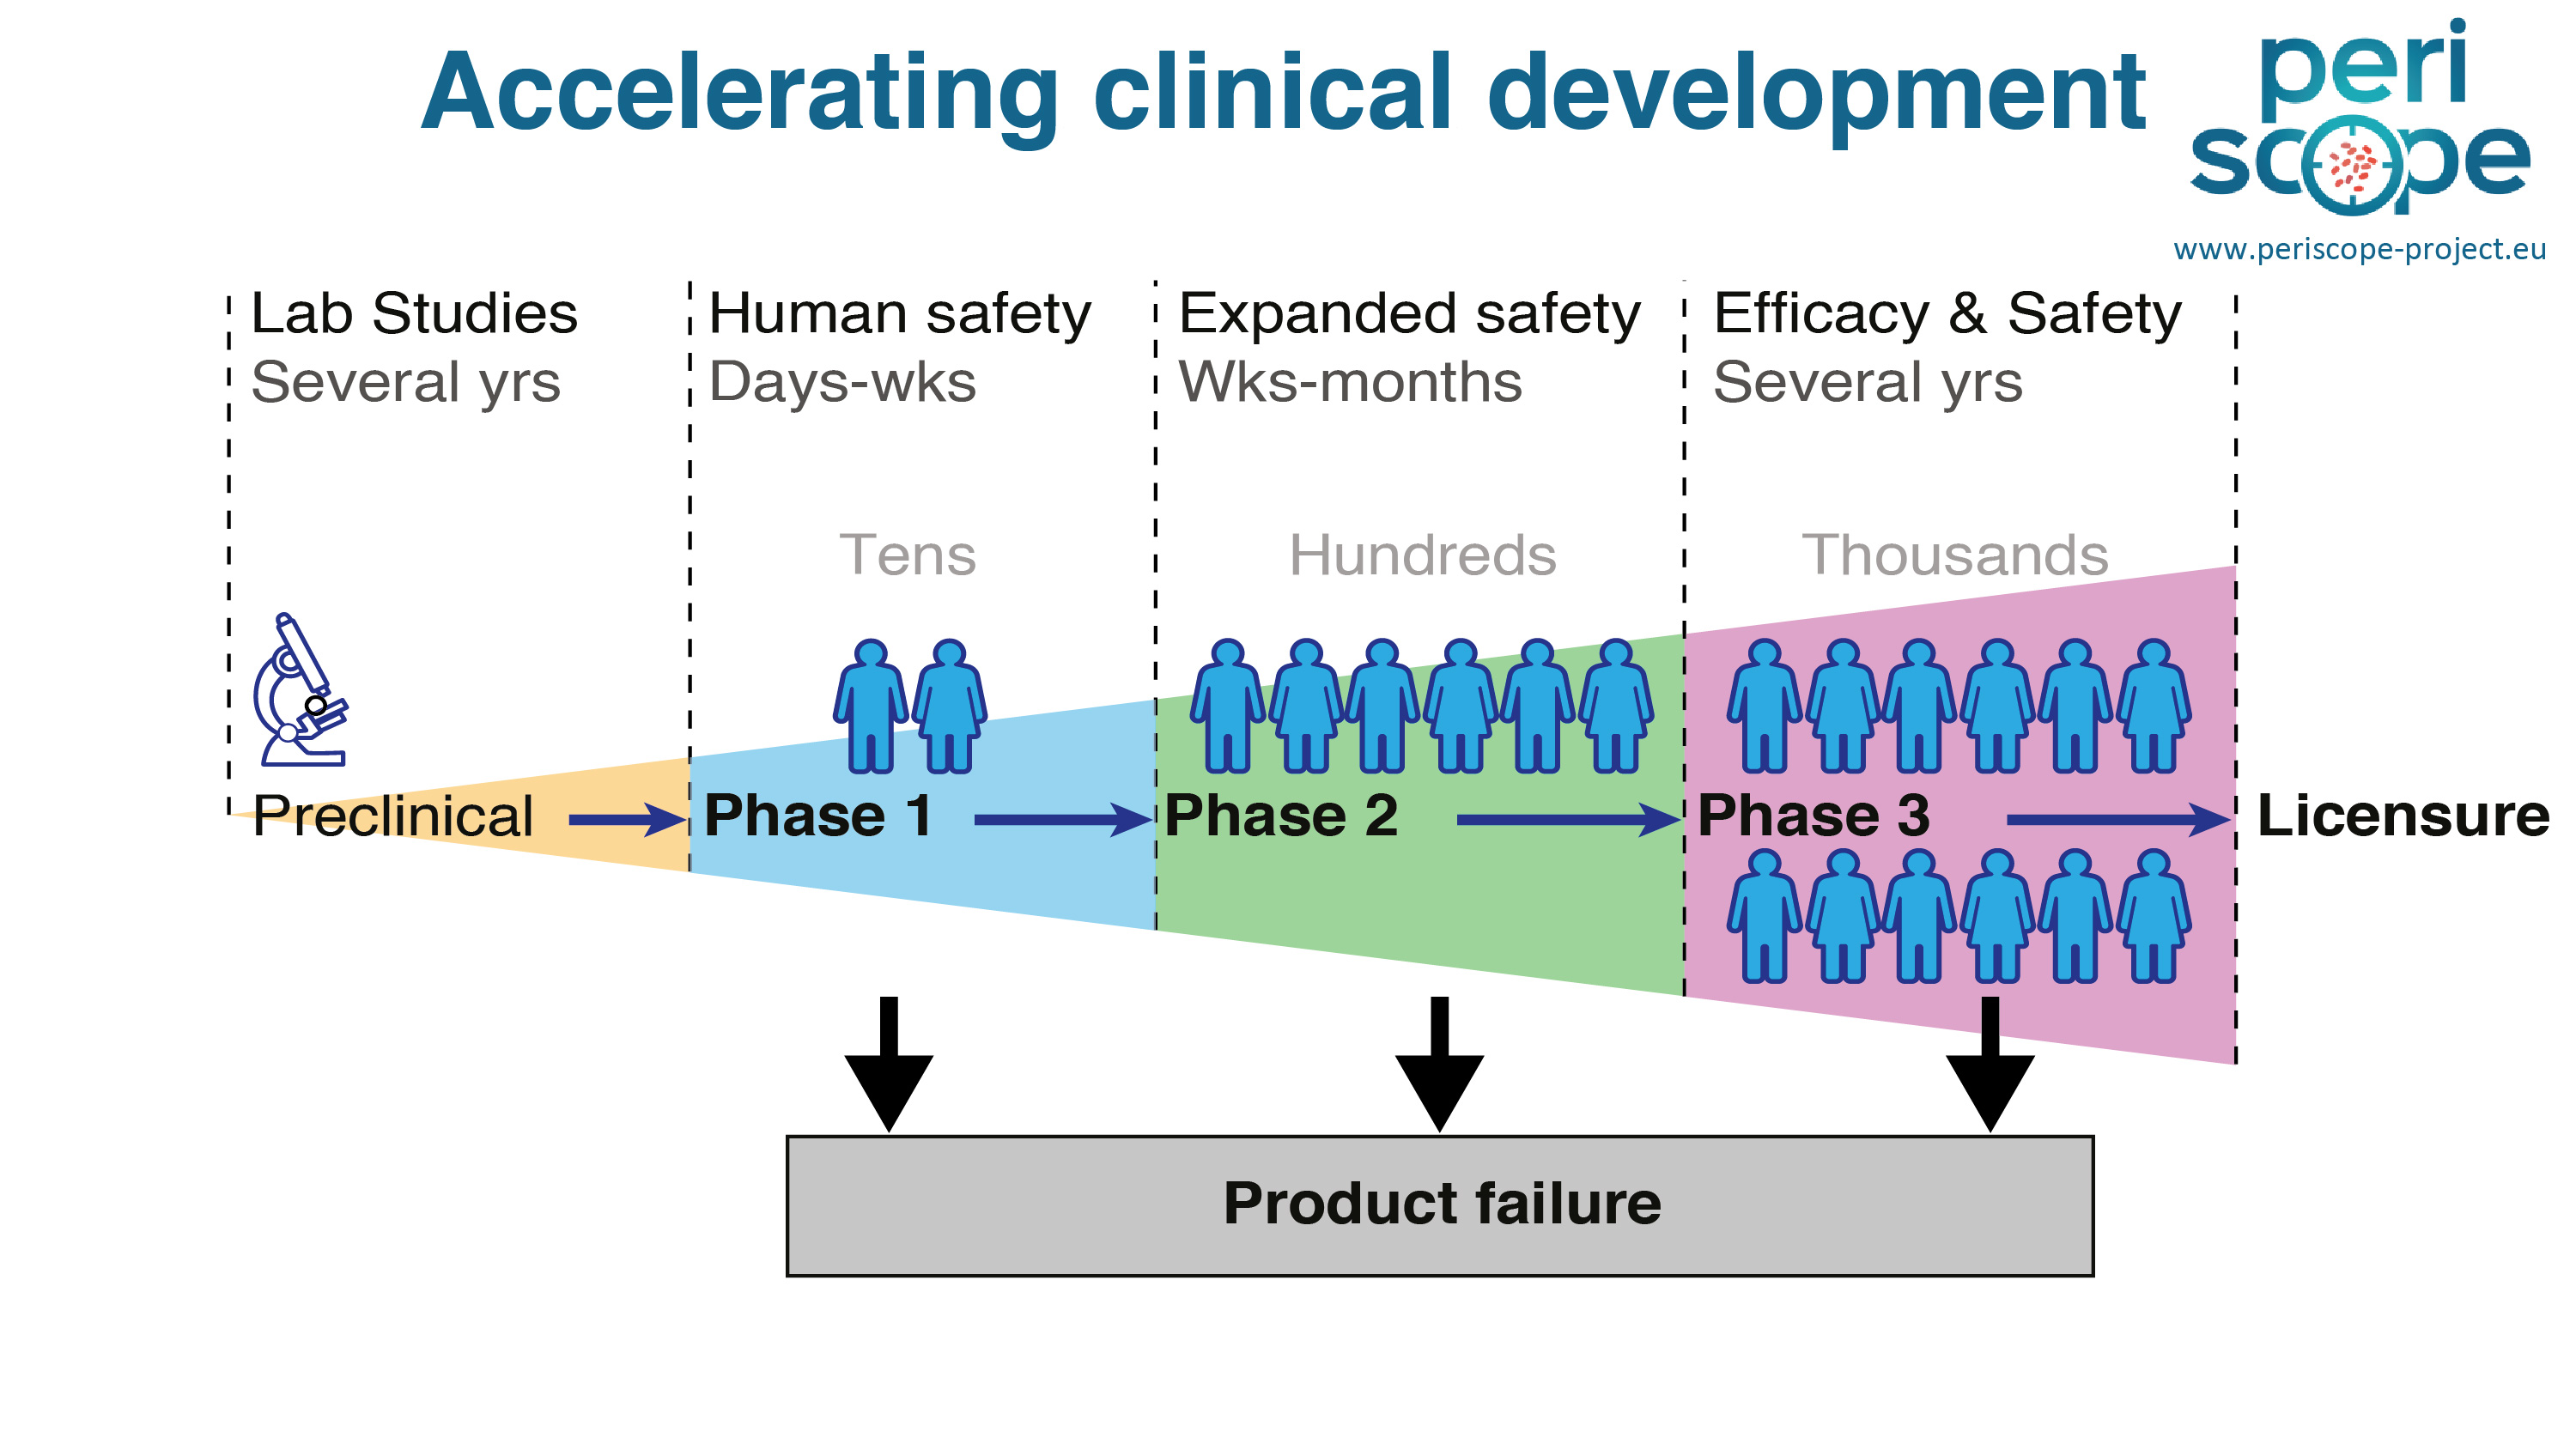 Accelerating clinical development
peri
scope
www.periscope-project.eu
Lab Studies
Several yrs
Human safety
Days-wks
Expanded safety
Wks-months
Efficacy & Safety
Several yrs
Tens
Hundreds
Thousands
Preclinical
Phase 1
Phase 2
Phase 3
Licensure
Product failure